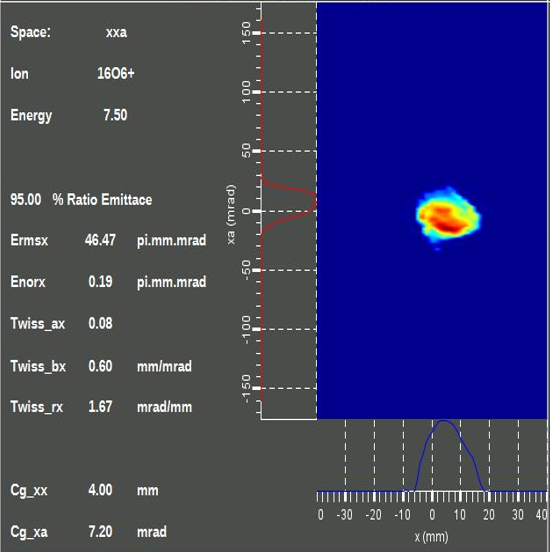 Space: xxa
Ion 16O6+
Energy 7.50
95.00 % Ratio Emittace
Ermsx 46.47 pi.mm.mrad
Enorx 0.19 pi.mm.mrad
Twiss_ax 0.08
Twiss_bx 0.60 mm/mrad
Twiss_rx 1.67 mrad/mm
Cg_xx 4.00 mm
Cg_xa 7.20 mrad
150
100
50
0
-50
-100
-150
xa (mrad)
0 -30 -20 -10 0 10 20 30 40
x (mm)